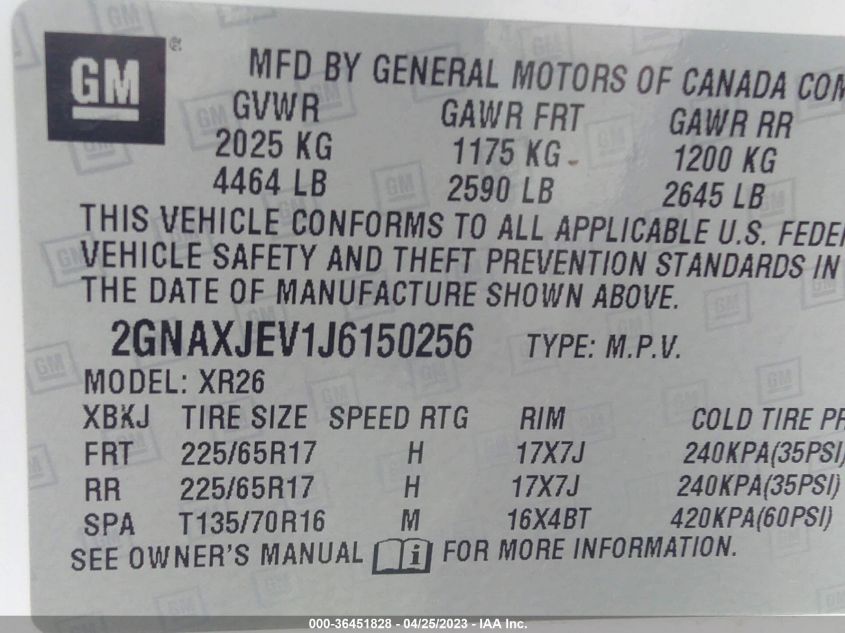 GM
MFD BY GENERAL MOTORS OF CANADA COM
GVWR GAWR FRT GAWR RR
2025 KG 1175 KG 1200 KG
4464 LB 2590 LB 2645 LB
THIS VEHICLE CONFORMS TO ALL APPLICABLE U.S. FEDER
VEHICLE SAFETY AND THEFT PREVENTION STANDARDS IN
THE DATE OF MANUFACTURE SHOWN ABOVE.
2GNAXJEV1J6150256 TYPE: M.P.V.
MODEL: XR26
XBKJ TIRE SIZE SPEED RTG RIM COLD TIRE PR
FRT 225/65R17 H 17X7J 240KPA(35PSI)
RR 225/65R17 H 17X7J 240KPA(35PSI)
SPA T135/70R16 M 16X4BT 420KPA(60PSI)
SEE OWNER'S MANUAL i FOR MORE INFORMATION.
000-36451828 - 04/25/2023 - IAA Inc.